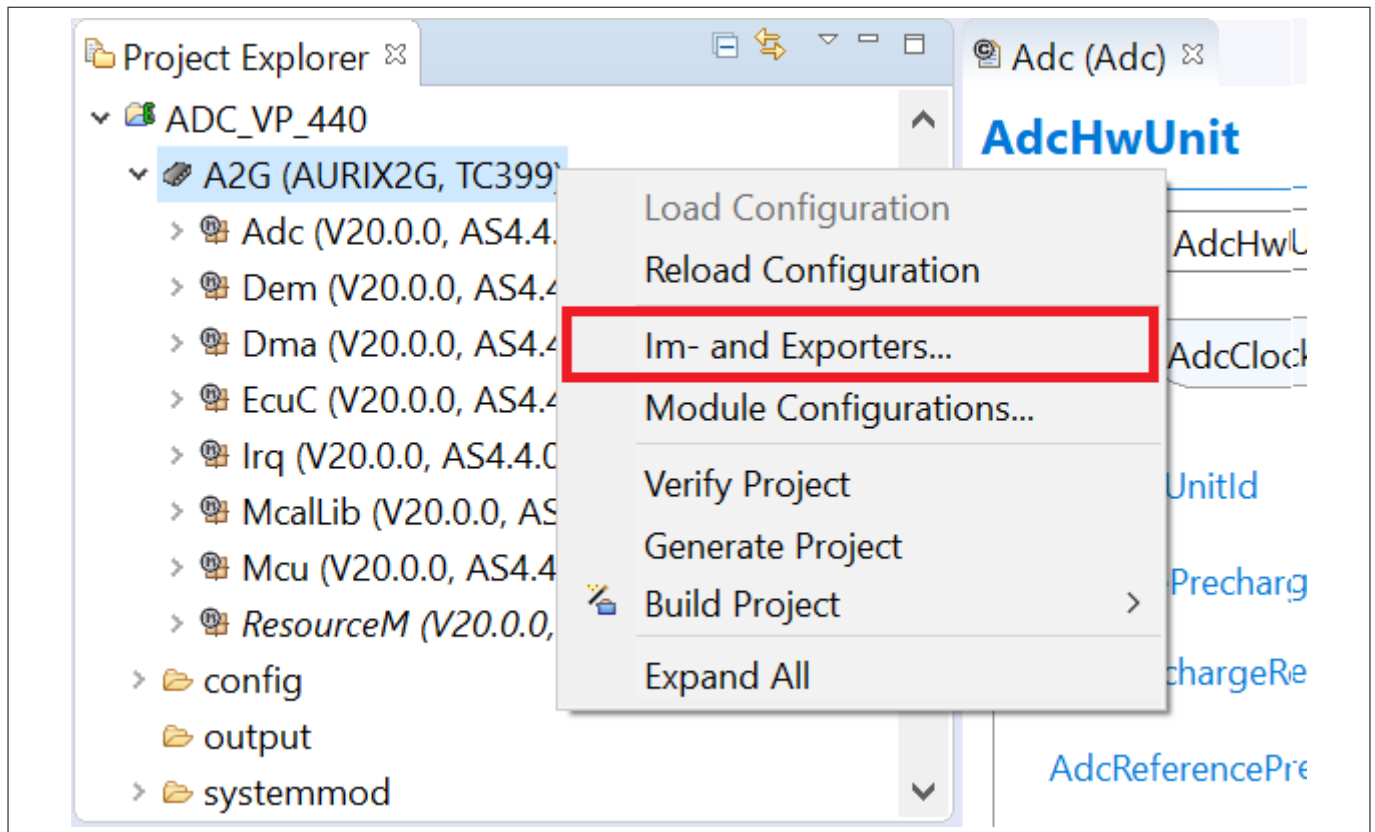 Project Explorer
Adc (Adc)
ADC_VP_440
AdcHwUnit
A2G (AURIX2G, TC399)
Load Configuration
Adc (V20.0.0, AS4.4.
AdcHwU
Reload Configuration
Dem (V20.0.0, AS4.4
Dma (V20.0.0, AS4.4
Im- and Exporters...
AdcClock
EcuC (V20.0.0, AS4.4
Module Configurations...
Irq (V20.0.0, AS4.4.0
Verify Project
UnitId
McalLib (V20.0.0, AS
Generate Project
Mcu (V20.0.0, AS4.4
Precharg
Build Project
ResourceM (V20.0.0,
config
Expand All
chargeRe
output
AdcReferencePre
systemmod